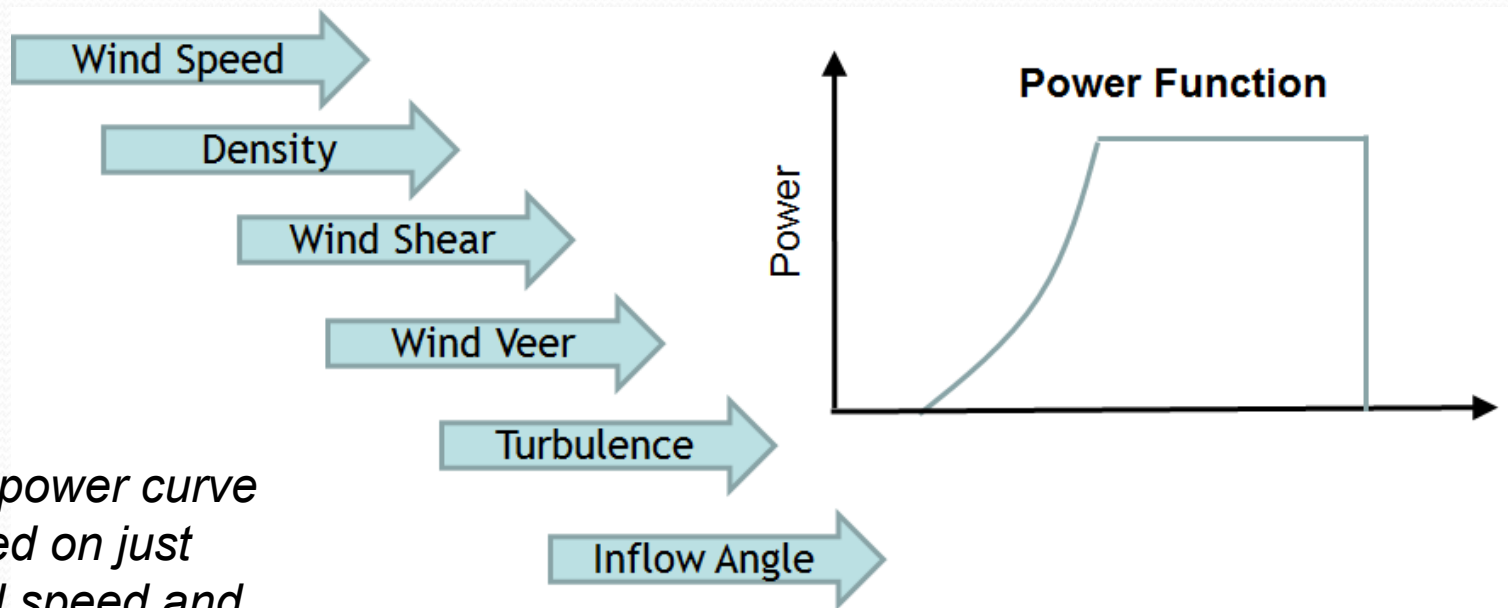 Wind Speed
Density
Wind Shear
Wind Veer
Turbulence
Inflow Angle
Power Function
Power
power curve
on just
speed and